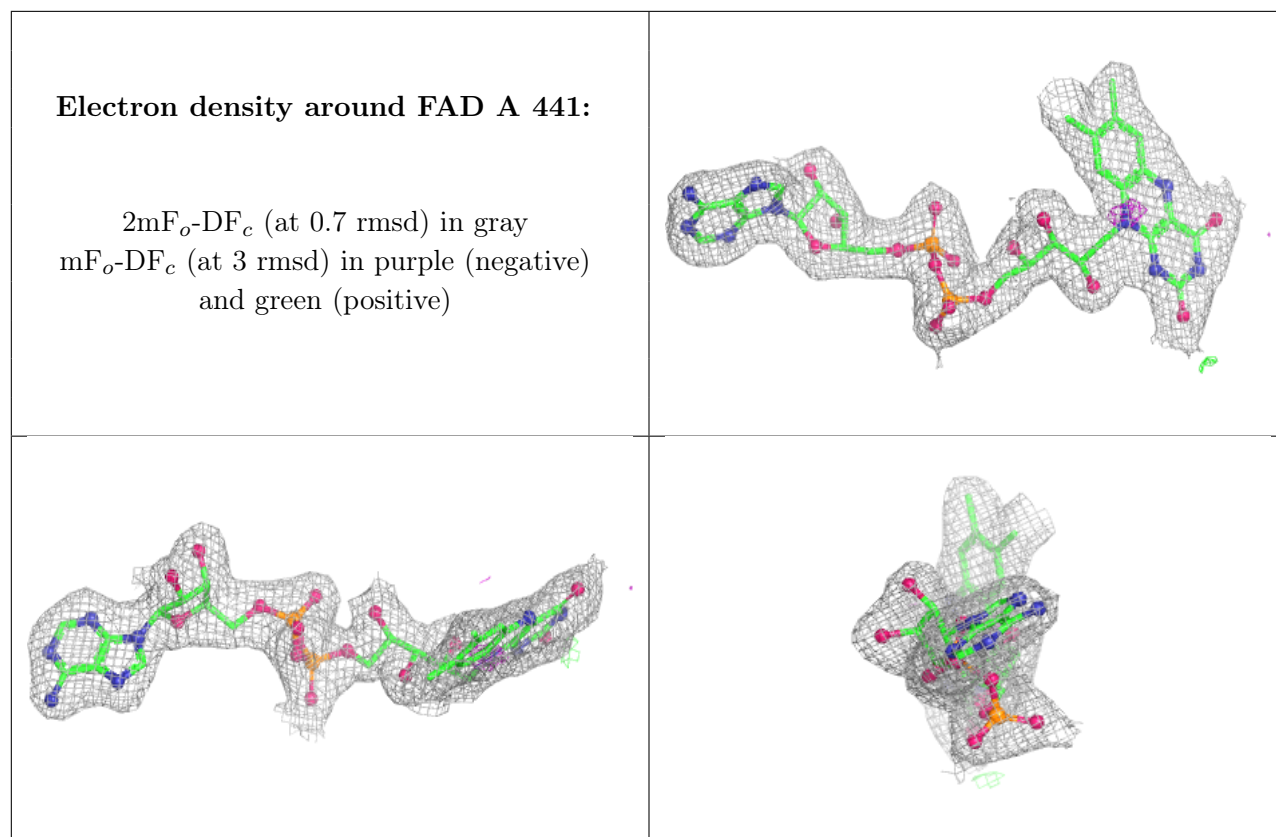 Electron density around FAD A 441:
2mFo-DFc (at 0.7 rmsd) in gray
mFo-DFc (at 3 rmsd) in purple (negative)
and green (positive)